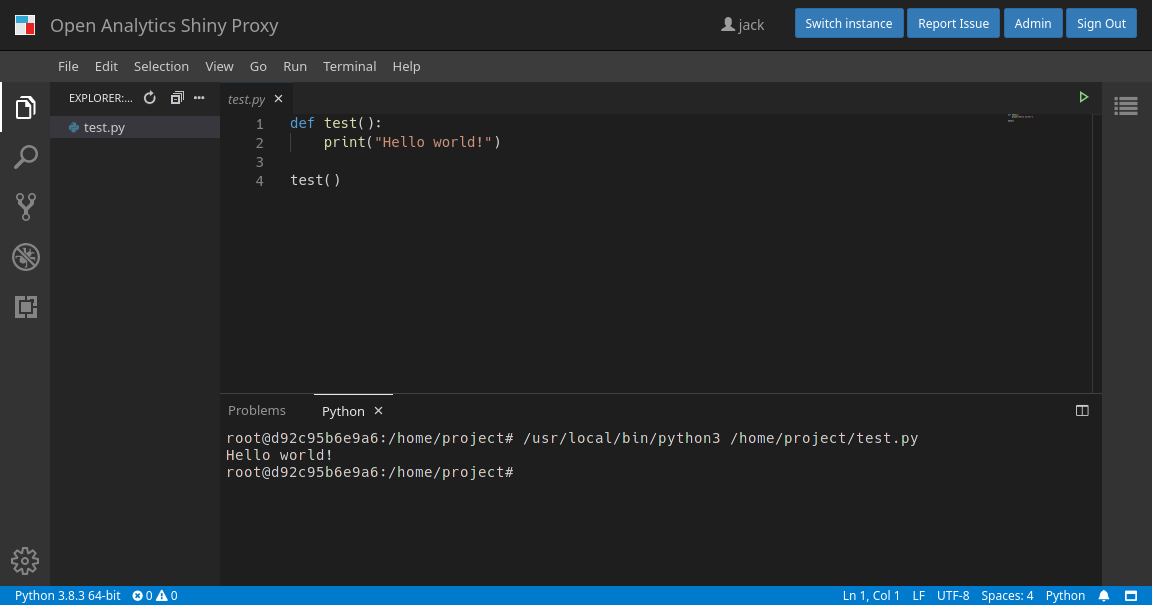 Open Analytics Shiny Proxy
jack
Switch instance
Report Issue
Admin
Sign Out
File Edit Selection View Go Run Terminal Help
EXPLORER:...
test.py
test.py
1 def test():
2 print("Hello world!")
3
4 test()
Problems
Python
root@d92c95b6e9a6:/home/project# /usr/local/bin/python3 /home/project/test.py
Hello world!
root@d92c95b6e9a6:/home/project#
Python 3.8.3 64-bit 0 0 Ln 1, Col 1 LF UTF-8 Spaces: 4 Python